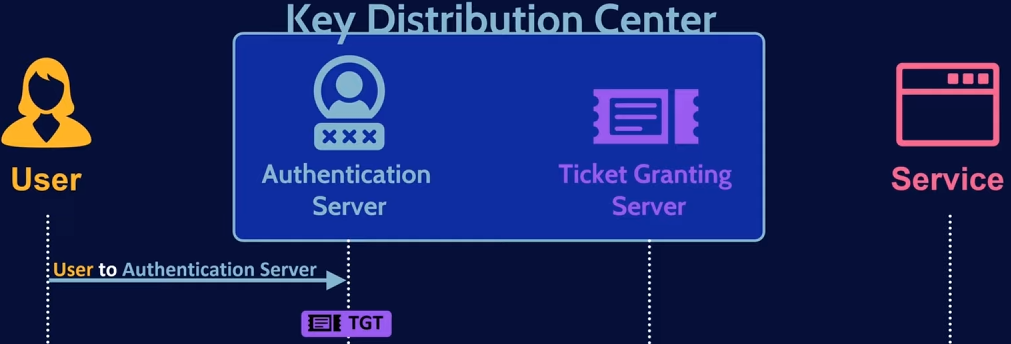 Key Distribution Center
User
Authentication
Server
Ticket Granting
Server
Service
User to Authentication Server
TGT